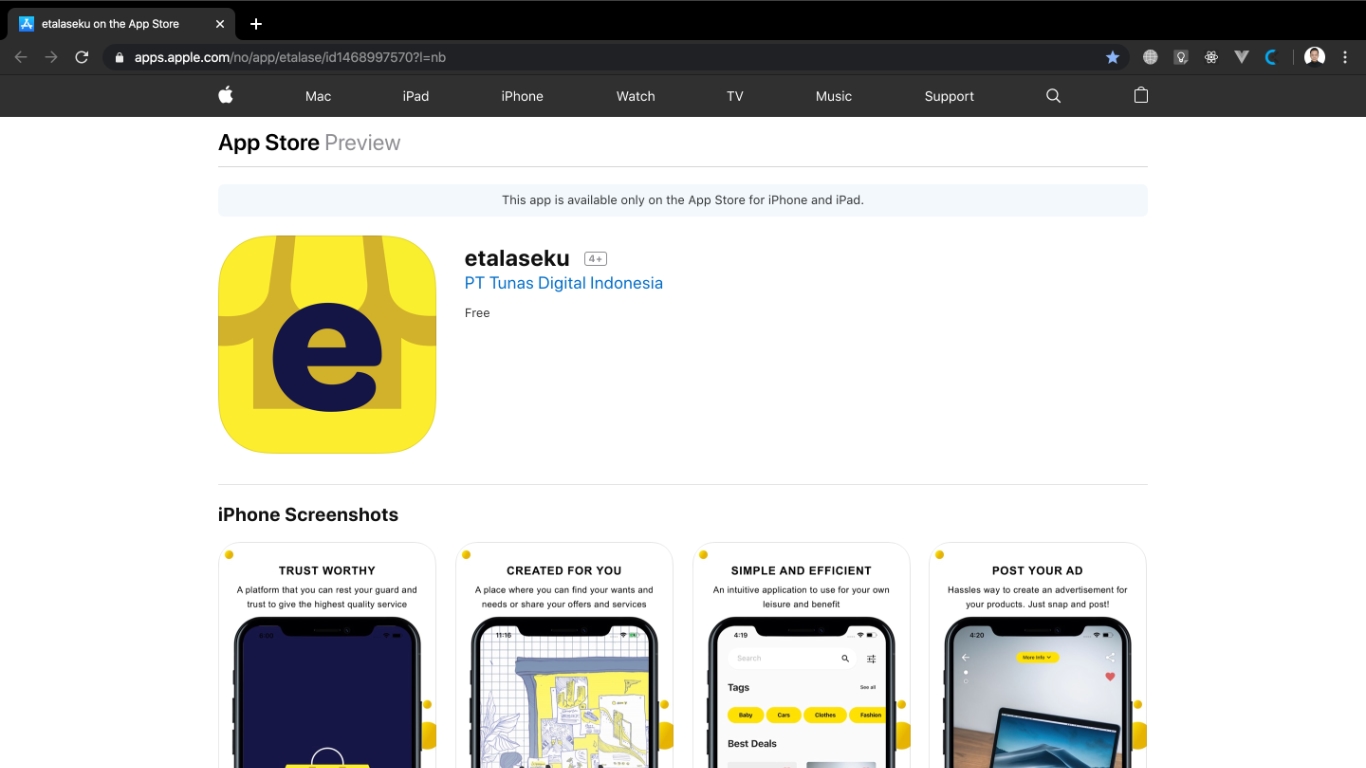 etalaseku on the App Store
apps.apple.com/no/app/etalase/id1468997570?l=nb
Mac
iPad
iPhone
Watch
TV
Music
Support
App Store Preview
This app is available only on the App Store for iPhone and iPad.
e
etalaseku 4+
PT Tunas Digital Indonesia
Free
iPhone Screenshots
TRUST WORTHY
A platform that you can rest your guard and
trust to give the highest quality service
CREATED FOR YOU
A place where you can find your wants and
needs or share your offers and services
11:16
SIMPLE AND EFFICIENT
An intuitive application to use for your own
leisure and benefit
4:19
Search
Tags
See all
Baby
Cars
Clothes
Fashion
Best Deals
POST YOUR AD
Hassles way to create an advertisement for
your products. Just snap and post!
4:20
More Info